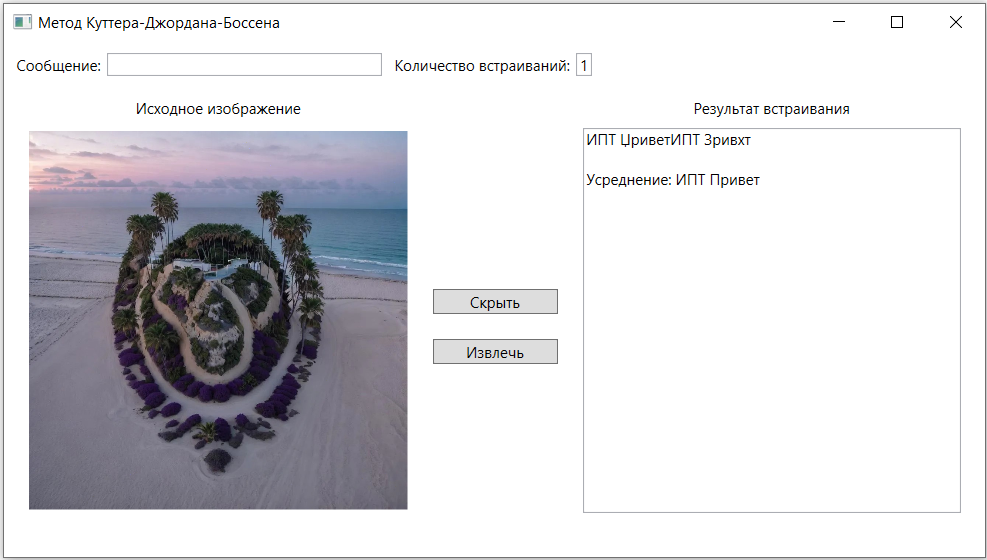 Метод Куттера-Джордана-Боссена
Сообщение: Количество встраиваний: 1
Исходное изображение
Результат встраивания
ИПТ ЏриветИПТ Зривхт
Усреднение: ИПТ Привет
Скрыть
Извлечь